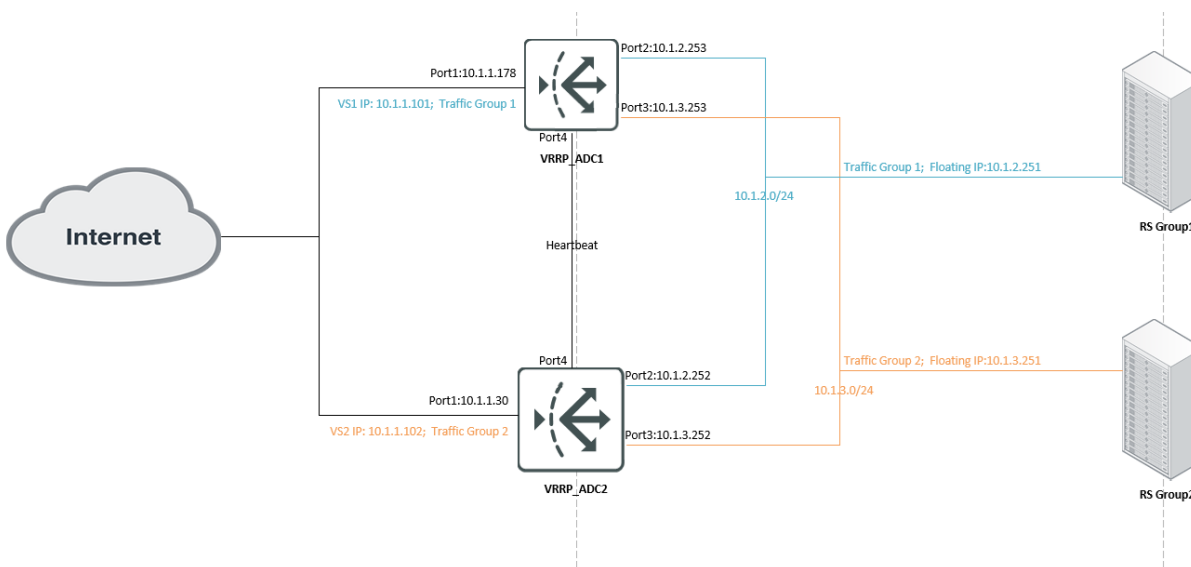 Port2:10.1.2.253
Port1:10.1.1.178
VS1 IP: 10.1.1.101;  Traffic Group 1
Port3:10.1.3.253
Port4
VRRP_ADC1
Traffic Group 1;  Floating IP:10.1.2.251
10.1.2.0/24
RS Group1
Internet
Heartbeat
Port4
Traffic Group 2;  Floating IP:10.1.3.251
Port2:10.1.2.252
10.1.3.0/24
Port1:10.1.1.30
VS2 IP: 10.1.1.102;  Traffic Group 2
Port3:10.1.3.252
VRRP_ADC2
RS Group2